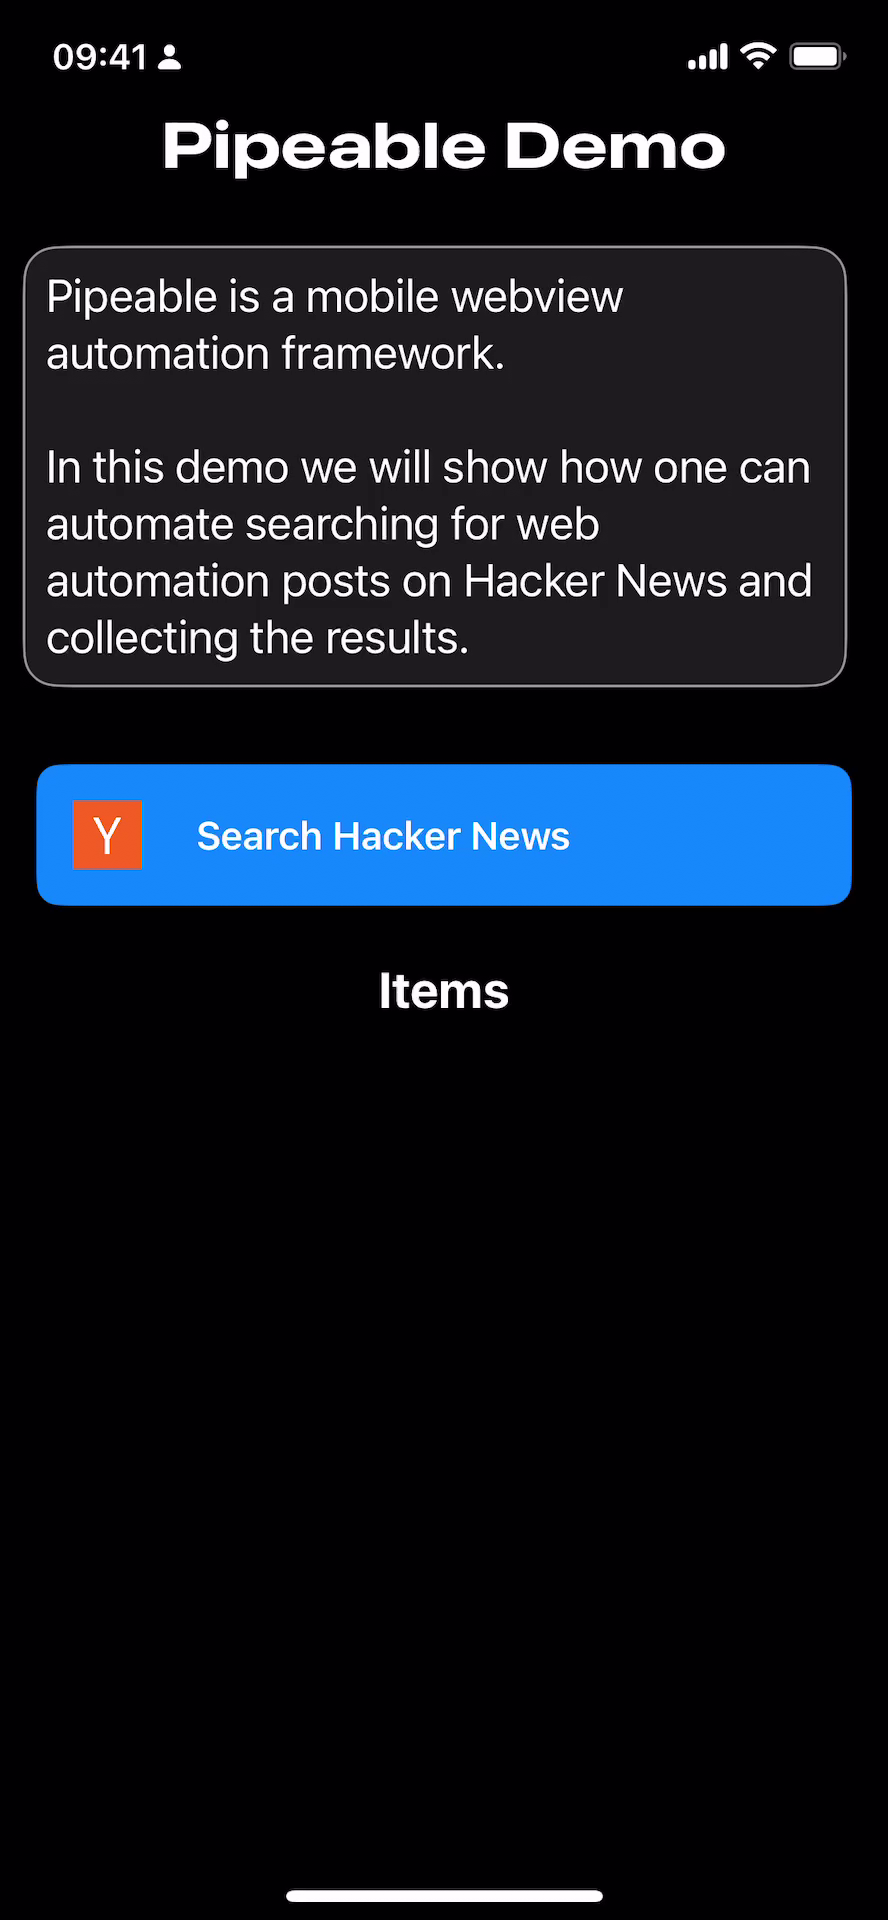 09:41
Pipeable Demo
Pipeable is a mobile webview
automation framework.
In this demo we will show how one can
automate searching for web
automation posts on Hacker News and
collecting the results.
Y
Search Hacker News
Items